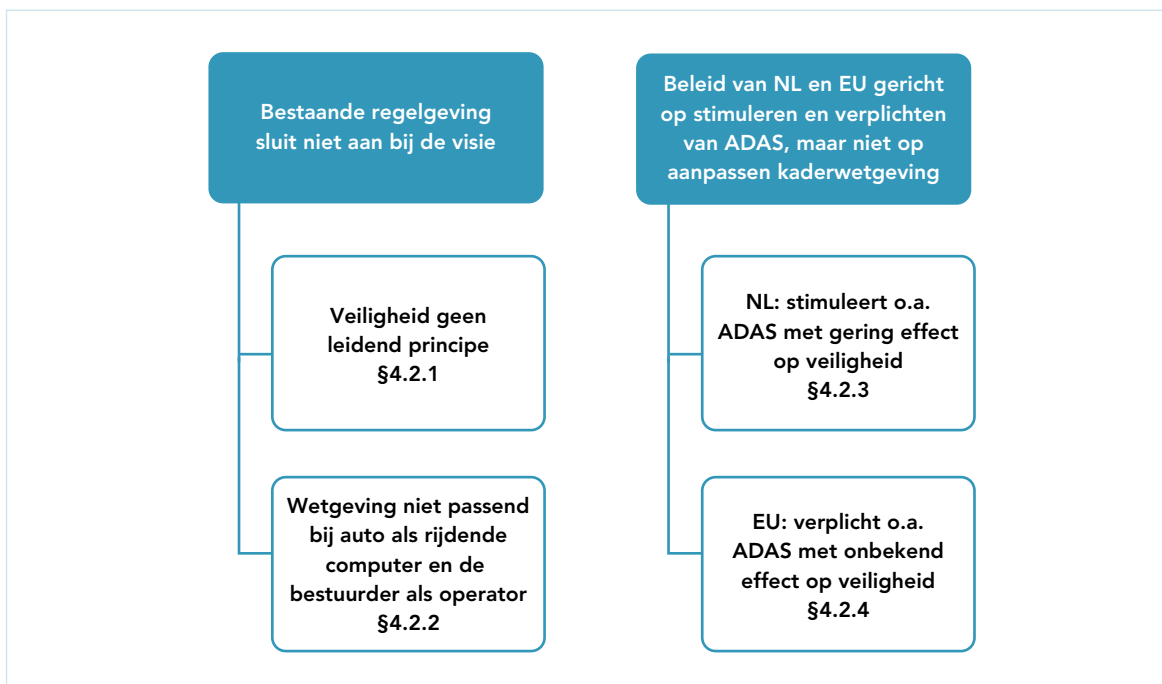 Bestaande regelgeving
sluit niet aan bij de visie
Veiligheid geen
leidend principe
§4.2.1
Wetgeving niet passend
bij auto als rijdende
computer en de
bestuurder als operator
§4.2.2
Beleid van NL en EU gericht
op stimuleren en verplichten
van ADAS, maar niet op
aanpassen kaderwetgeving
NL: stimuleert o.a.
ADAS met gering effect
op veiligheid
§4.2.3
EU: verplicht o.a.
ADAS met onbekend
effect op veiligheid
§4.2.4